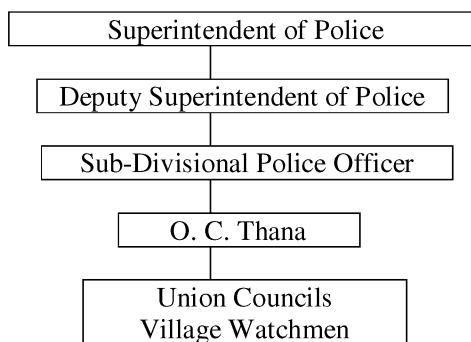 Superintendent of Police
Deputy Superintendent of Police
Sub-Divisional Police Officer
O. C. Thana
Union Councils
Village Watchmen